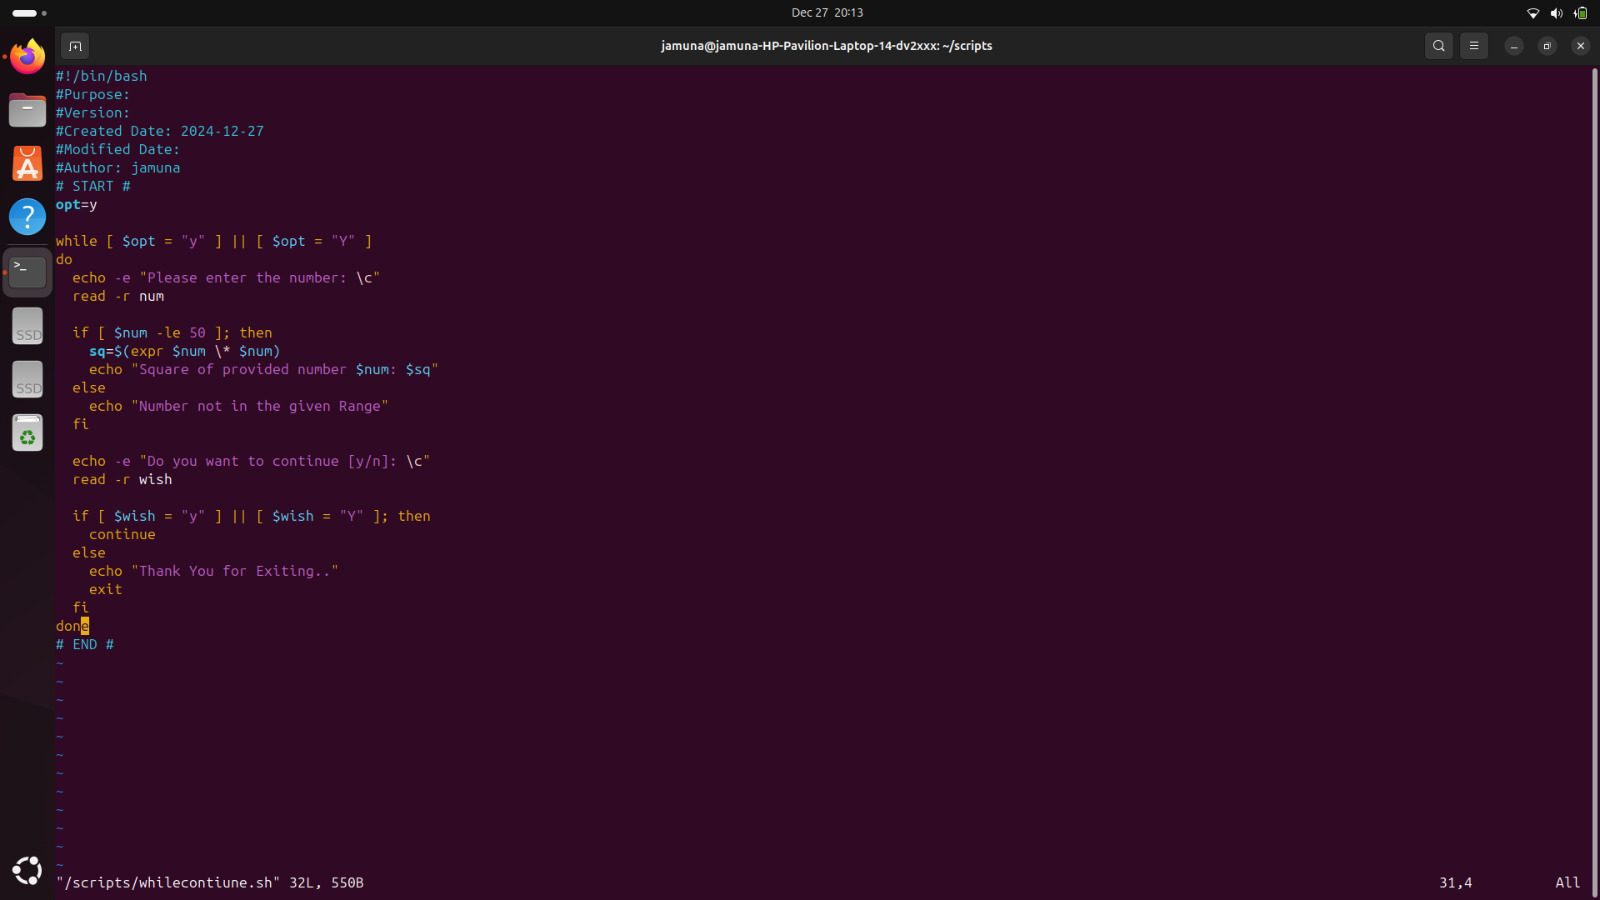 Dec 27 20:13
jamuna@jamuna-HP-Pavilion-Laptop-14-dv2xxx: ~/scripts
#!/bin/bash
#Purpose:
#Version:
#Created Date: 2024-12-27
#Modified Date:
#Author: jamuna
# START #
opt=y
while [ $opt = "y" ] || [ $opt = "Y" ]
do
  echo -e "Please enter the number: \c"
  read -r num
  if [ $num -le 50 ]; then
    sq=$(expr $num \* $num)
    echo "Square of provided number $num: $sq"
  else
    echo "Number not in the given Range"
  fi
  echo -e "Do you want to continue [y/n]: \c"
  read -r wish
  if [ $wish = "y" ] || [ $wish = "Y" ]; then
    continue
  else
    echo "Thank You for Exiting.."
    exit
  fi
done
# END #
~
~
~
~
~
~
~
~
~
~
~
~
"/scripts/whilecontiune.sh" 32L, 550B 31,4 All
SSD
SSD